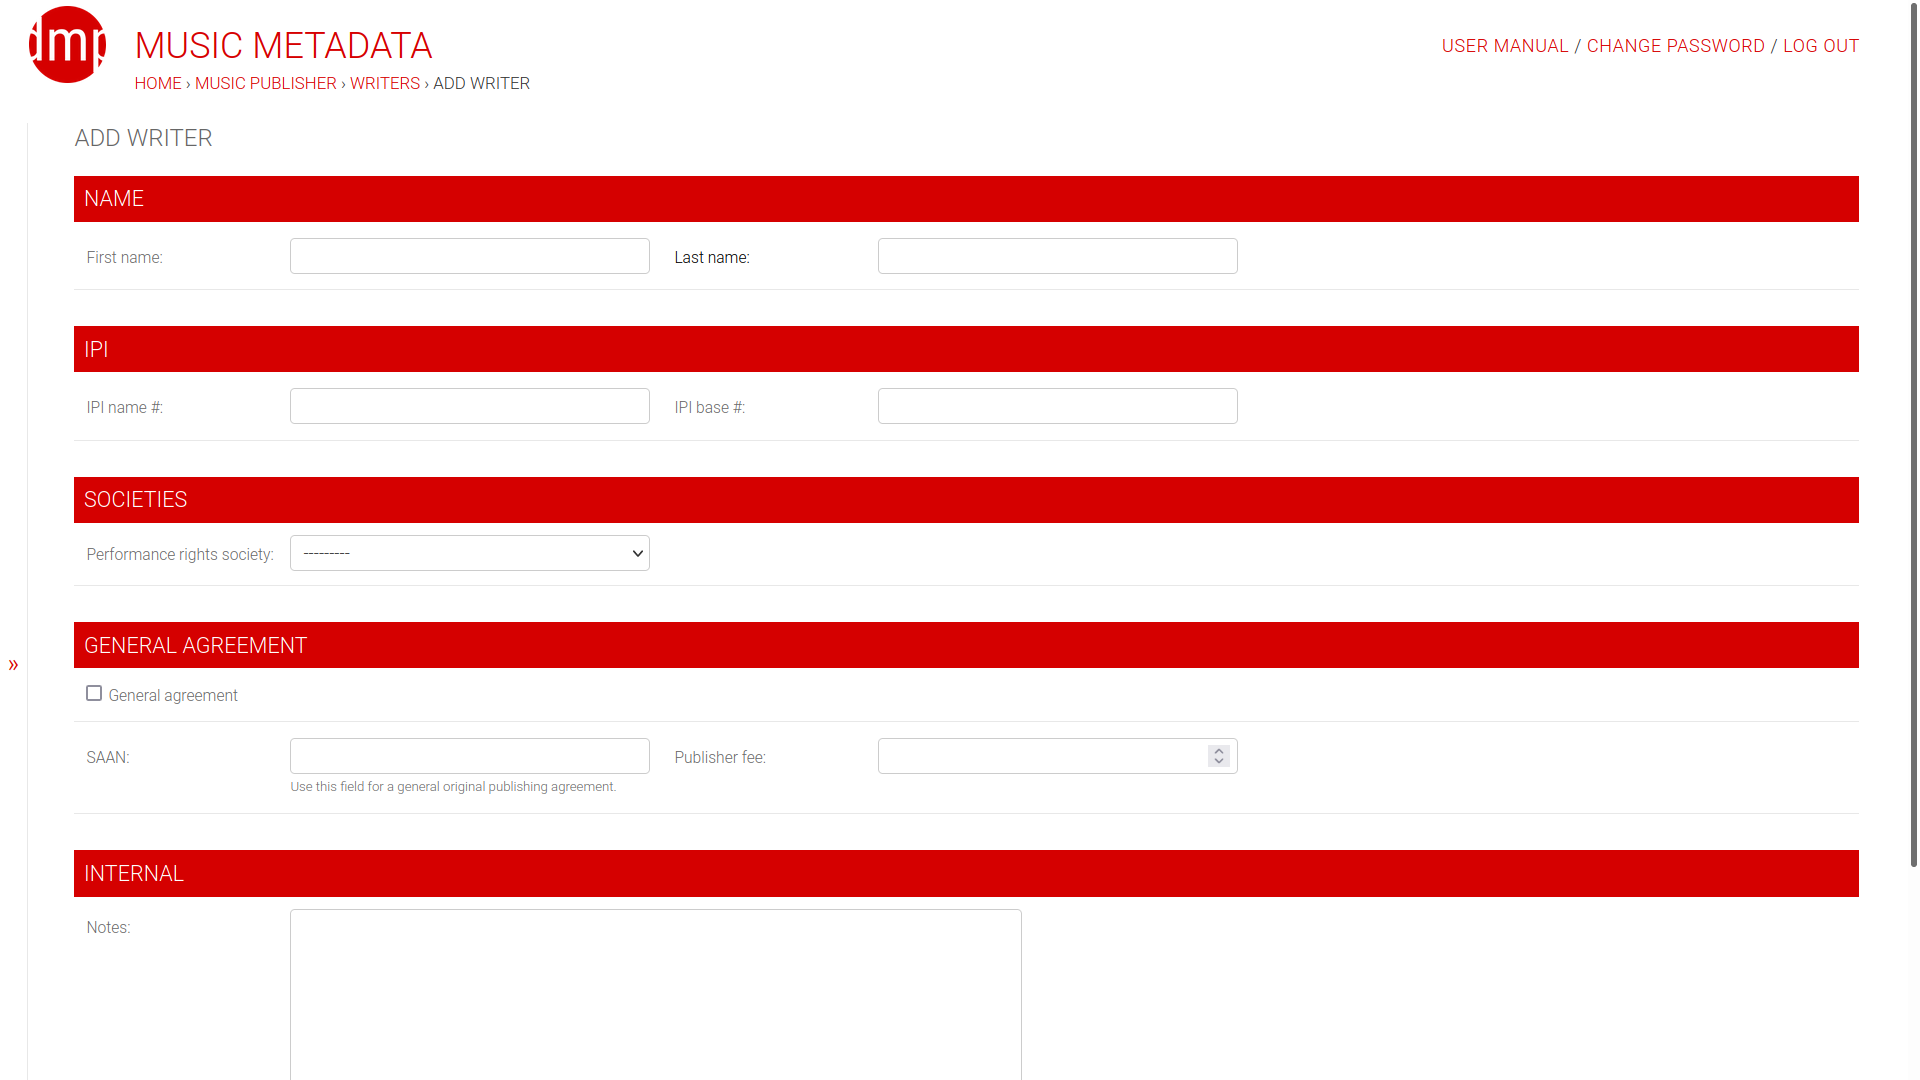 dmp
MUSIC METADATA
USER MANUAL / CHANGE PASSWORD / LOG OUT
HOME › MUSIC PUBLISHER › WRITERS › ADD WRITER
ADD WRITER
NAME
First name:
Last name:
IPI
IPI name #:
IPI base #:
SOCIETIES
Performance rights society:
---------
GENERAL AGREEMENT
»
General agreement
SAAN:
Publisher fee:
Use this field for a general original publishing agreement.
INTERNAL
Notes: